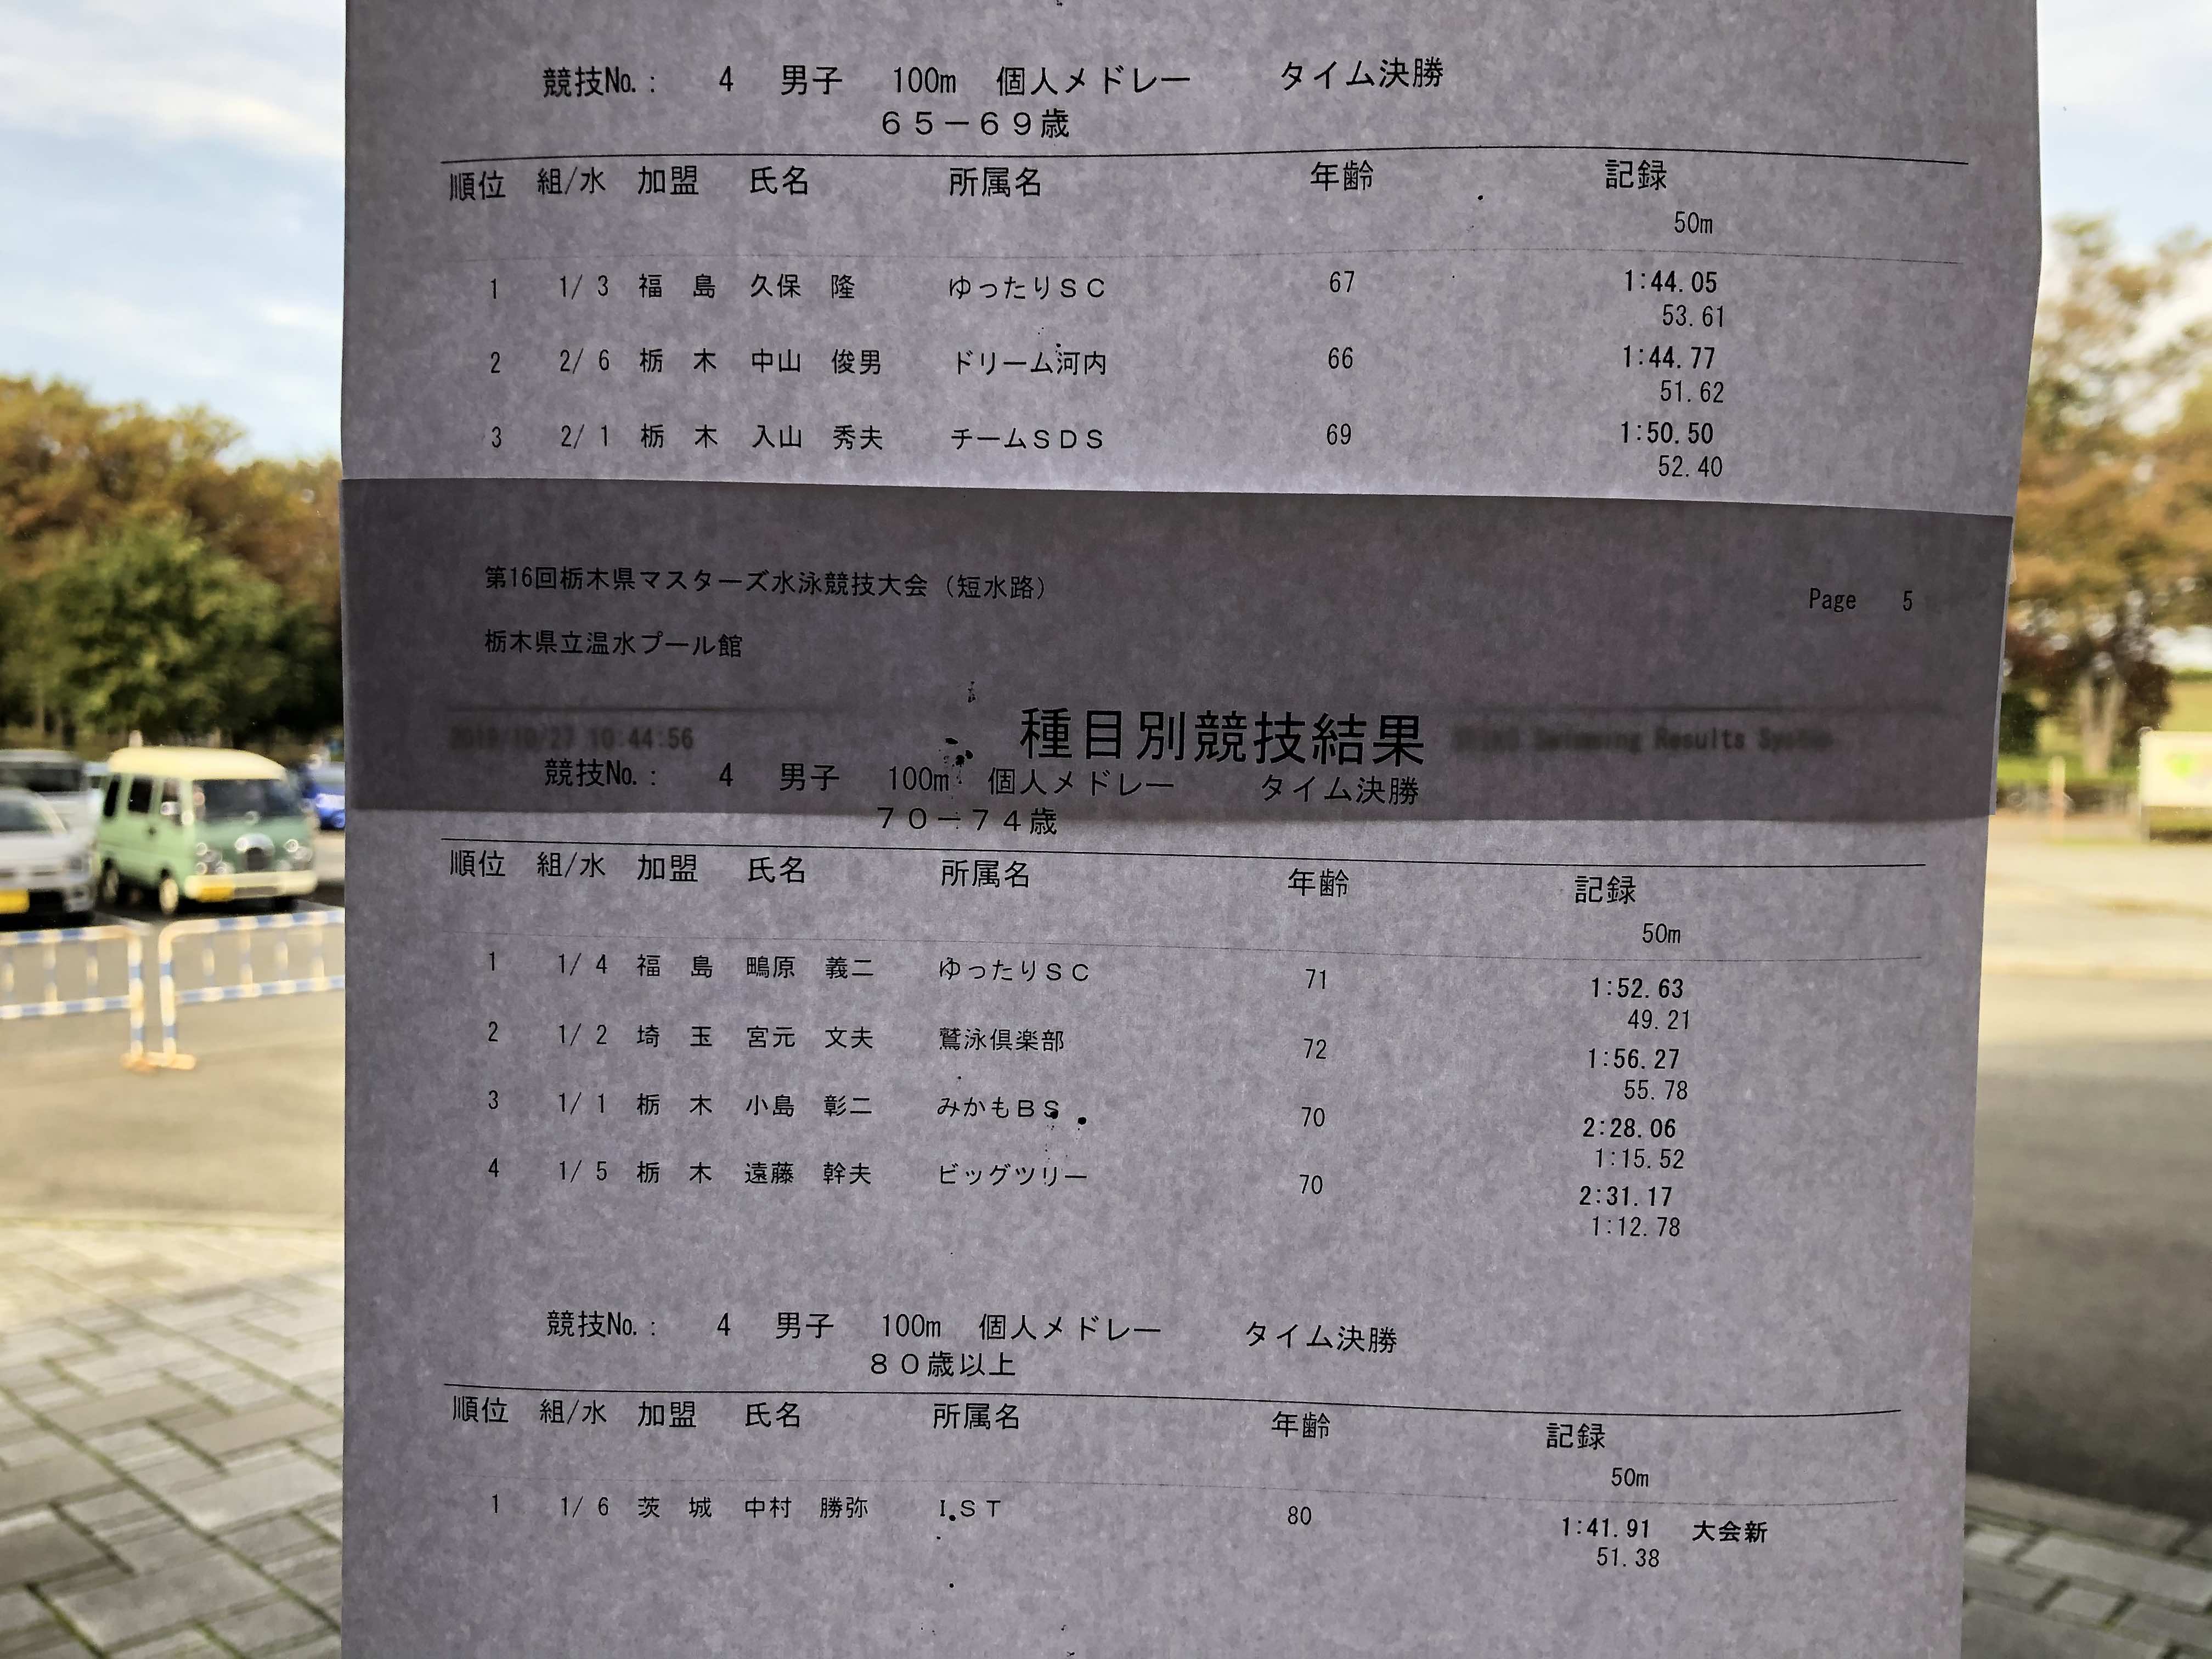 競技No.： 4 男子 100m 個人メドレー タイム決勝
６５－６９歳
順位 組/水 加盟 氏名 所属名 年齢 記録
50m
1 1/ 3 福 島 久保 隆 ゆったりＳＣ 67 1:44.05
53.61
2 2/ 6 栃 木 中山 俊男 ドリーム河内 66 1:44.77
51.62
3 2/ 1 栃 木 入山 秀夫 チームＳＤＳ 69 1:50.50
52.40
第16回栃木県マスターズ水泳競技大会（短水路） Page 5
栃木県立温水プール館
種目別競技結果
2019/10/27 10:44:56 Swimming Results System
競技No.： 4 男子 100m 個人メドレー タイム決勝
７０－７４歳
順位 組/水 加盟 氏名 所属名 年齢 記録
50m
1 1/ 4 福 島 鴫原 義二 ゆったりＳＣ 71 1:52.63
49.21
2 1/ 2 埼 玉 宮元 文夫 鷲泳倶楽部 72 1:56.27
55.78
3 1/ 1 栃 木 小島 彰二 みかもＢＳ 70 2:28.06
1:15.52
4 1/ 5 栃 木 遠藤 幹夫 ビッグツリー 70 2:31.17
1:12.78
競技No.： 4 男子 100m 個人メドレー タイム決勝
８０歳以上
順位 組/水 加盟 氏名 所属名 年齢 記録
50m
1 1/ 6 茨 城 中村 勝弥 ＩＳＴ 80 1:41.91 大会新
51.38